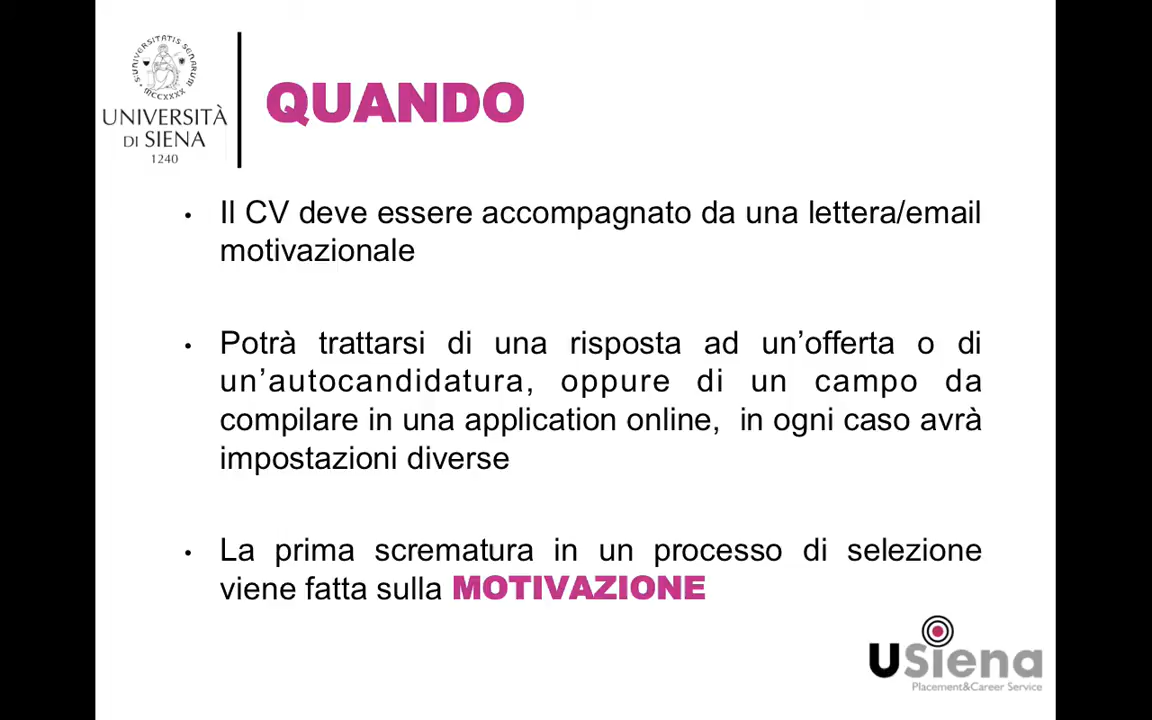 S·UNIVERSITATIS SENARUM
MCCXXXX
UNIVERSITÀ
DI SIENA
1240
QUANDO
• Il CV deve essere accompagnato da una lettera/email
motivazionale
• Potrà trattarsi di una risposta ad un’offerta o di
un’autocandidatura, oppure di un campo da
compilare in una application online,  in ogni caso avrà
impostazioni diverse
• La prima scrematura in un processo di selezione
viene fatta sulla MOTIVAZIONE
USiena
Placement&Career Service